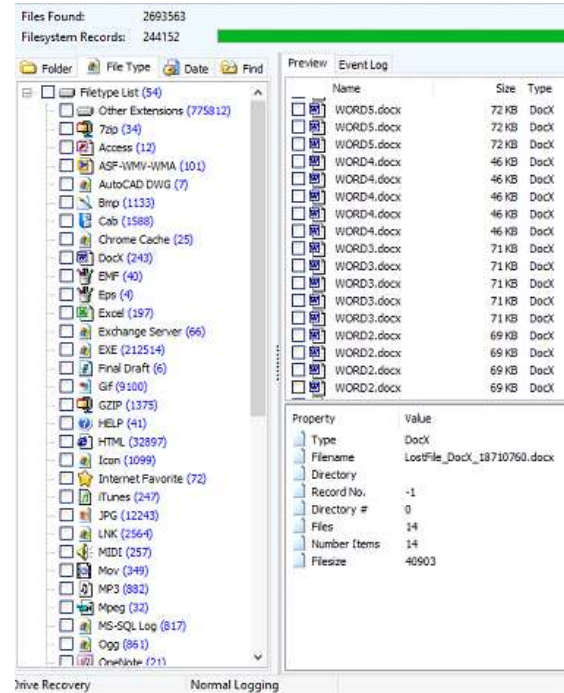 Files Found: 2693563
Filesystem Records: 244152
Folder File Type Date Find
Filetype List (54)
Other Extensions (775812)
7zip (34)
Access (12)
ASF-WMV-WMA (101)
AutoCAD DWG (7)
Bmp (1133)
Cab (1588)
Chrome Cache (25)
DocX (243)
EMF (40)
Eps (4)
Excel (197)
Exchange Server (66)
EXE (212514)
Final Draft (6)
Gif (9100)
GZIP (1375)
HELP (41)
HTML (32897)
Icon (1099)
Internet Favorite (72)
iTunes (247)
JPG (12243)
LNK (2564)
MIDI (257)
Mov (349)
MP3 (882)
Mpeg (32)
MS-SQL Log (817)
Ogg (861)
OneNote (21)
Preview Event Log
Name Size Type
WORD5.docx 72 KB DocX
WORD5.docx 72 KB DocX
WORD5.docx 72 KB DocX
WORD4.docx 46 KB DocX
WORD4.docx 46 KB DocX
WORD4.docx 46 KB DocX
WORD4.docx 46 KB DocX
WORD4.docx 46 KB DocX
WORD3.docx 71 KB DocX
WORD3.docx 71 KB DocX
WORD3.docx 71 KB DocX
WORD3.docx 71 KB DocX
WORD3.docx 71 KB DocX
WORD2.docx 69 KB DocX
WORD2.docx 69 KB DocX
WORD2.docx 69 KB DocX
WORD2.docx 69 KB DocX
Property Value
Type DocX
Filename LostFile_DocX_18710760.docx
Directory
Record No. -1
Directory # 0
Files 14
Number Items 14
Filesize 40903
Drive Recovery Normal Logging